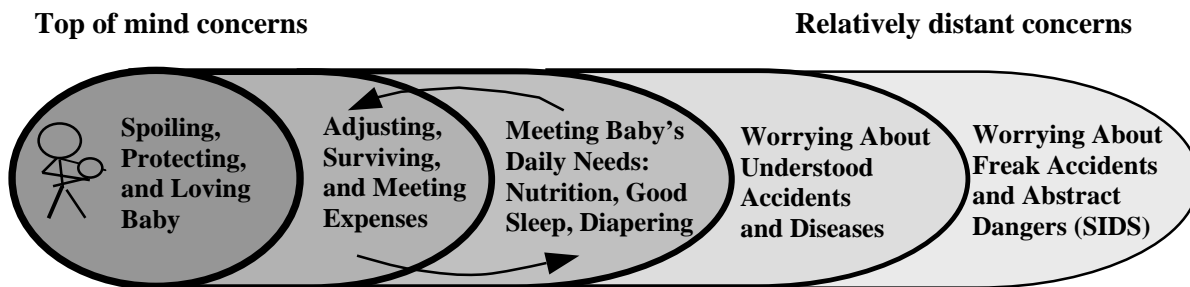 Top of mind concerns
Relatively distant concerns
Spoiling,
Protecting,
and Loving
Baby
Adjusting,
Surviving,
and Meeting
Expenses
Meeting Baby’s
Daily Needs:
Nutrition, Good
Sleep, Diapering
Worrying About
Understood
Accidents
and Diseases
Worrying About
Freak Accidents
and Abstract
Dangers (SIDS)